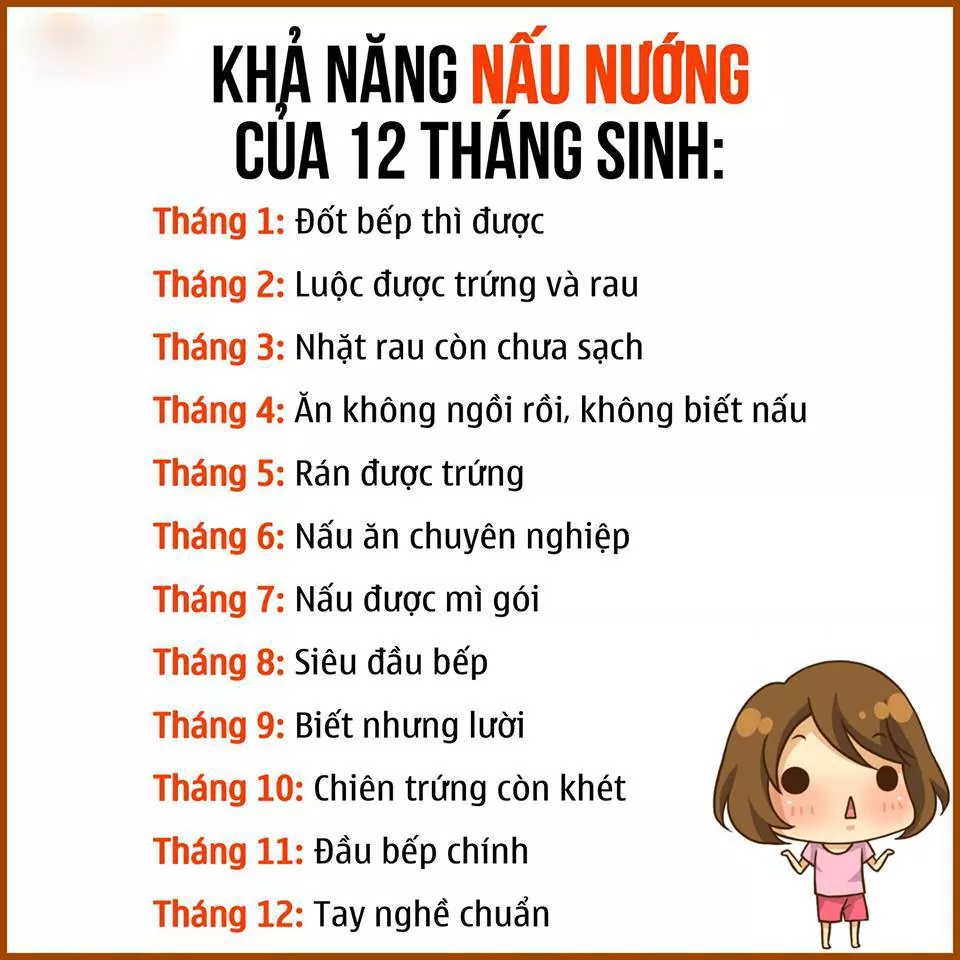 KHẢ NĂNG NẤU NƯỚNG
CỦA 12 THÁNG SINH:
Tháng 1: Đốt bếp thì được
Tháng 2: Luộc được trứng và rau
Tháng 3: Nhặt rau còn chưa sạch
Tháng 4: Ăn không ngồi rồi, không biết nấu
Tháng 5: Rán được trứng
Tháng 6: Nấu ăn chuyên nghiệp
Tháng 7: Nấu được mì gói
Tháng 8: Siêu đầu bếp
Tháng 9: Biết nhưng lười
Tháng 10: Chiên trứng còn khét
Tháng 11: Đầu bếp chính
Tháng 12: Tay nghề chuẩn